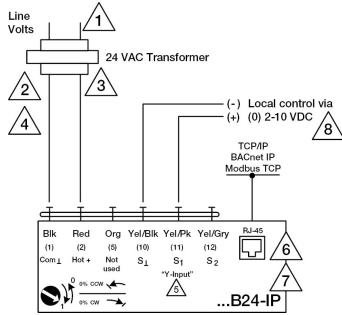 Line
Volts
1
24 VAC Transformer
2
3
4
(-) Local control via
(+) (0) 2-10 VDC
8
TCP/IP
BACnet IP
Modbus TCP
Blk Red Org Yel/Blk Yel/Pk Yel/Gry
(1) (2) (5) (10) (11) (12)
RJ-45
Com ⊥ Hot + Not used S⊥ S1 S2
6
"Y-Input"
5
7
0 0% CCW
1 0% CW
...B24-IP